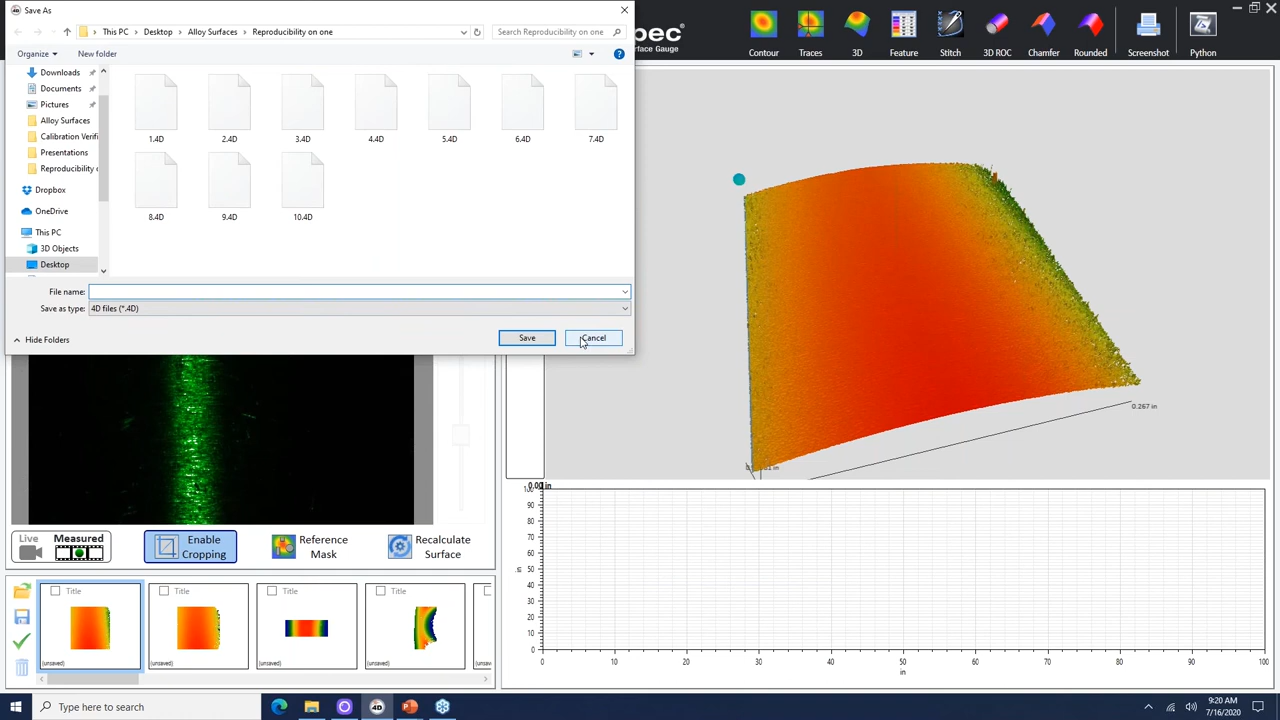 Save As
This PC > Desktop > Alloy Surfaces > Reproducibility on one
Search Reproducibility on one
Organize
New folder
Downloads
Documents
Pictures
Alloy Surfaces
Calibration Verifi
Presentations
Reproducibility
Dropbox
OneDrive
This PC
3D Objects
Desktop
1.4D
2.4D
3.4D
4.4D
5.4D
6.4D
7.4D
8.4D
9.4D
10.4D
File name:
Save as type:
4D files (*.4D)
Hide Folders
Save
Cancel
pec
rface Gauge
Contour
Traces
3D
Feature
Stitch
3D ROC
Chamfer
Rounded
Screenshot
Python
0.267 in
Live
Measured
Enable Cropping
Reference Mask
Recalculate Surface
Title
(unsaved)
Title
(unsaved)
Title
(unsaved)
Title
(unsaved)
(unsa
100
90
80
70
60
50
40
30
20
10
0
in
0 10 20 30 40 50 60 70 80 90 100
in
Type here to search
9:20 AM
7/16/2020